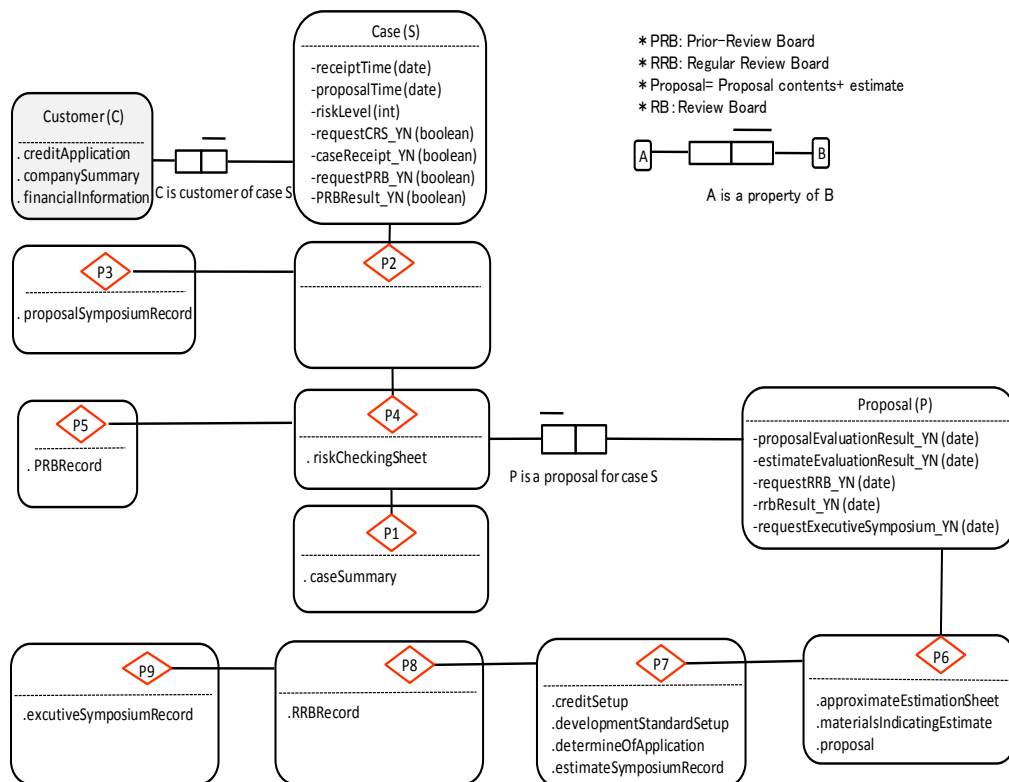 Case (S)
-receiptTime (date)
-proposalTime (date)
-riskLevel (int)
-requestCRS_YN (boolean)
-caseReceipt_YN (boolean)
-requestPRB_YN (boolean)
-PRBResult_YN (boolean)
* PRB: Prior-Review Board
* RRB: Regular Review Board
* Proposal= Proposal contents+ estimate
* RB: Review Board
A
B
A is a property of B
Customer (C)
. creditApplication
. companySummary
. financialInformation
C is customer of case S
P3
. proposalSymposiumRecord
P2
P5
. PRBRecord
P4
. riskCheckingSheet
P is a proposal for case S
Proposal (P)
-proposalEvaluationResult_YN (date)
-estimateEvaluationResult_YN (date)
-requestRRB_YN (date)
-rrbResult_YN (date)
-requestExecutiveSymposium_YN (date)
P1
. caseSummary
P9
.excutiveSymposiumRecord
P8
.RRBRecord
P7
.creditSetup
.developmentStandardSetup
.determineOfApplication
.estimateSymposiumRecord
P6
.approximateEstimationSheet
.materialsIndicatingEstimate
.proposal